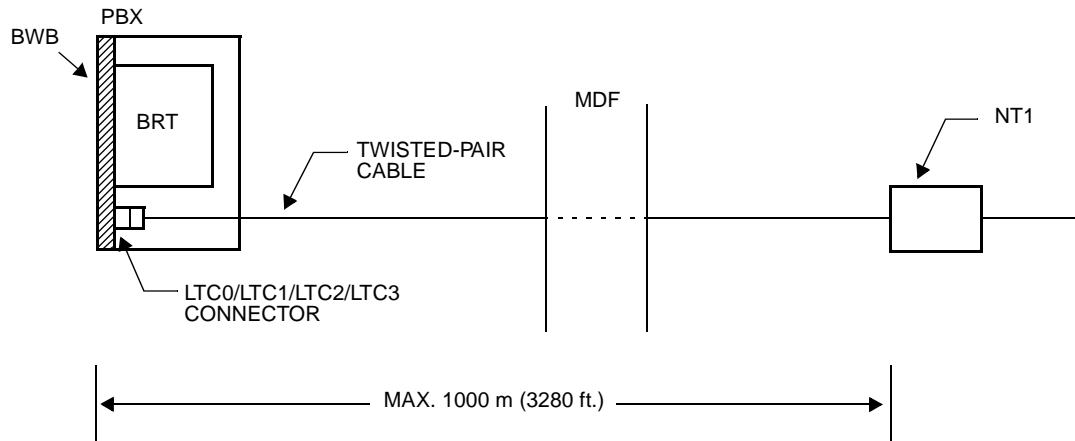 PBX
BWB
MDF
NT1
BRT
TWISTED-PAIR
CABLE
LTC0/LTC1/LTC2/LTC3
CONNECTOR
MAX. 1000 m (3280 ft.)